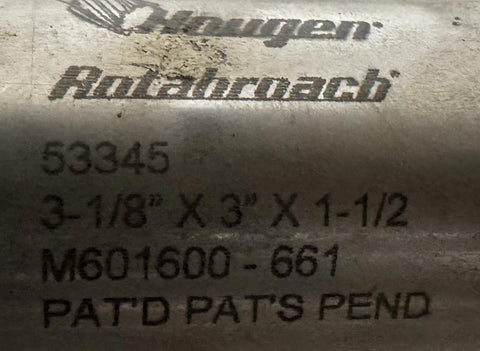 Hougen®
Rotabroach®
53345
3-1/8" X 3" X 1-1/2
M601600 - 661
PAT'D PAT'S PEND